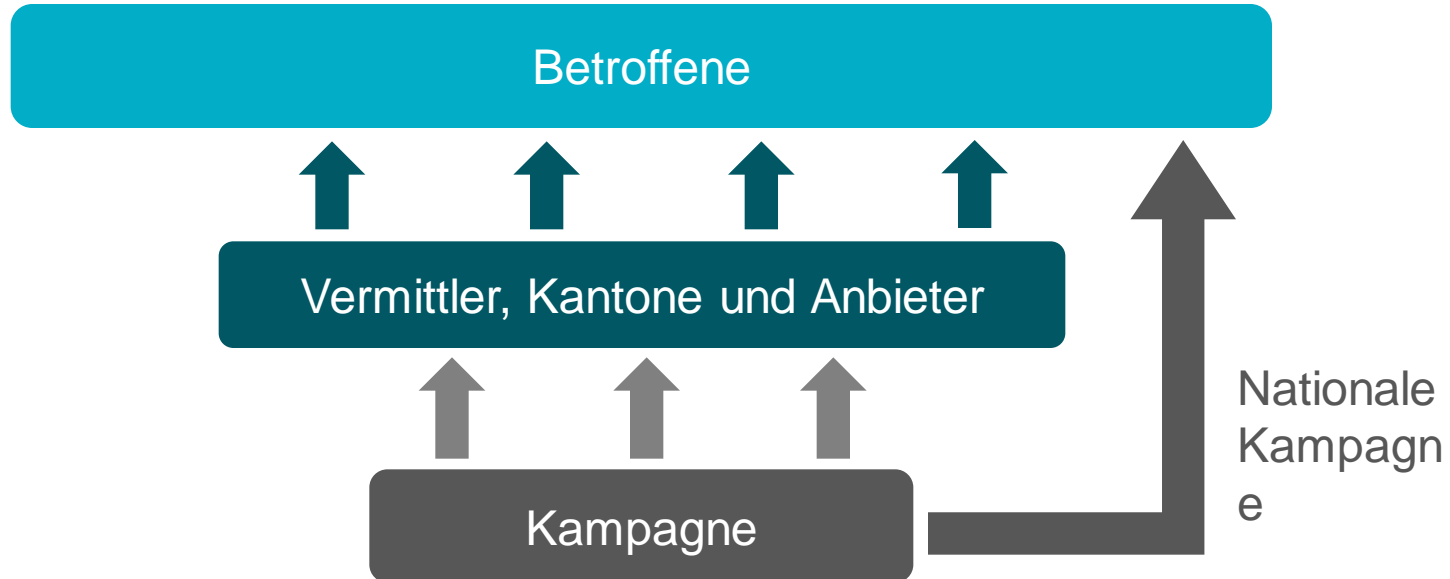 Betroffene
Vermittler, Kantone und Anbieter
Nationale
Kampagn
e
Kampagne